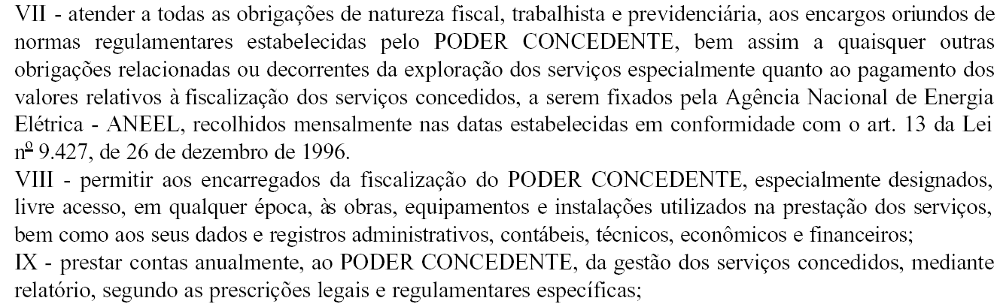 VII - atender a todas as obrigações de natureza fiscal, trabalhista e previdenciária, aos encargos oriundos de
normas regulamentares estabelecidas pelo PODER CONCEDENTE, bem assim a quaisquer outras
obrigações relacionadas ou decorrentes da exploração dos serviços especialmente quanto ao pagamento dos
valores relativos à fiscalização dos serviços concedidos, a serem fixados pela Agência Nacional de Energia
Elétrica - ANEEL, recolhidos mensalmente nas datas estabelecidas em conformidade com o art. 13 da Lei
nº 9.427, de 26 de dezembro de 1996.
VIII - permitir aos encarregados da fiscalização do PODER CONCEDENTE, especialmente designados,
livre acesso, em qualquer época, às obras, equipamentos e instalações utilizados na prestação dos serviços,
bem como aos seus dados e registros administrativos, contábeis, técnicos, econômicos e financeiros;
IX - prestar contas anualmente, ao PODER CONCEDENTE, da gestão dos serviços concedidos, mediante
relatório, segundo as prescrições legais e regulamentares específicas;